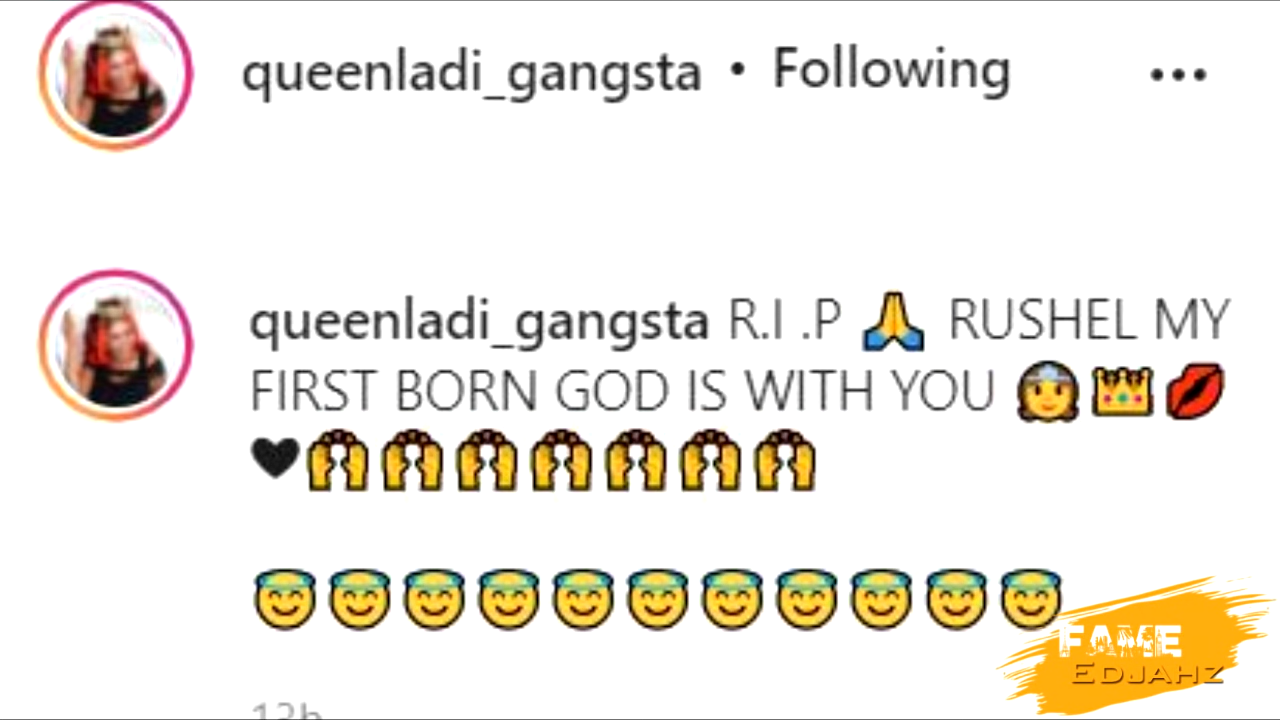 queenladi_gangsta • Following •••
queenladi_gangsta R.I .P 🙏 RUSHEL MY
FIRST BORN GOD IS WITH YOU 👸👑💋
🖤🙌🙌🙌🙌🙌🙌🙌
😇😇😇😇😇😇😇😇😇😇😇
FAME
EDJAHZ